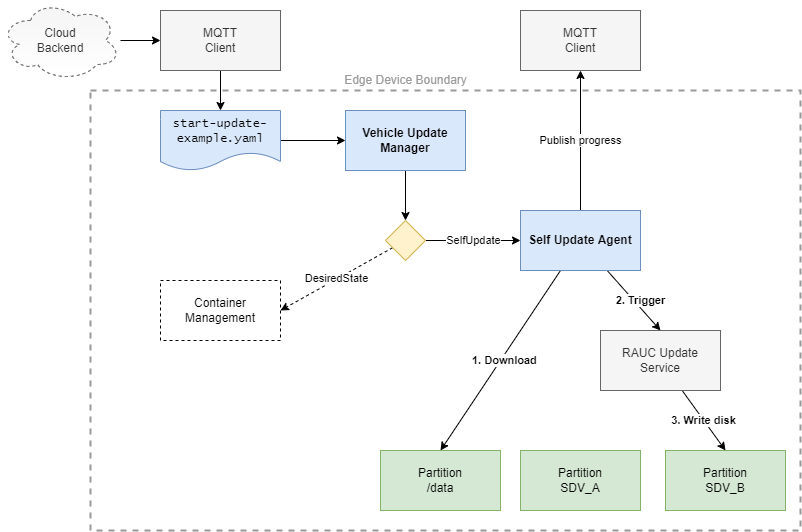 Cloud
Backend
MQTT
Client
MQTT
Client
Edge Device Boundary
start-update-
example.yaml
Vehicle Update
Manager
Publish progress
SelfUpdate
Self Update Agent
DesiredState
Container
Management
2. Trigger
1. Download
RAUC Update
Service
3. Write disk
Partition
/data
Partition
SDV_A
Partition
SDV_B